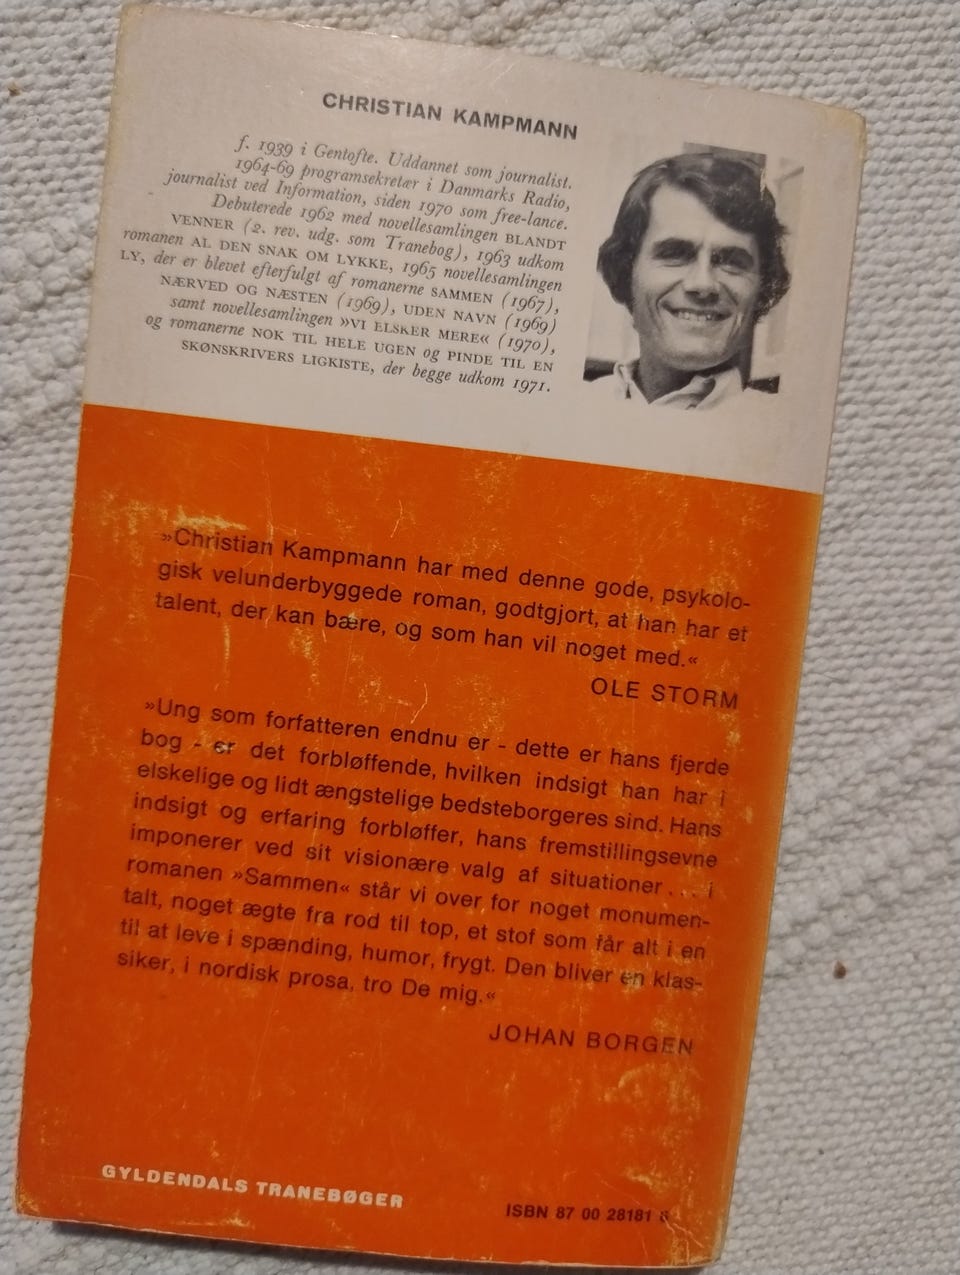 CHRISTIAN KAMPMANN
f. 1939 i Gentofte. Uddannet som journalist.
1964-69 programsekretær i Danmarks Radio,
journalist ved Information, siden 1970 som free-lance.
Debuterede 1962 med novellesamlingen BLANDT
VENNER (2. rev. udg. som Tranebog), 1963 udkom
romanen AL DEN SNAK OM LYKKE, 1965 novellesamlingen
LY, der er blevet efterfulgt af romanerne SAMMEN (1967),
NÆRVED OG NÆSTEN (1969), UDEN NAVN (1969)
samt novellesamlingen »VI ELSKER MERE« (1970),
og romanerne NOK TIL HELE UGEN og PINDE TIL EN
SKØNSKRIVERS LIGKISTE, der begge udkom 1971.
»Christian Kampmann har med denne gode, psykolo-
gisk velunderbyggede roman, godtgjort, at han har et
talent, der kan bære, og som han vil noget med.«
OLE STORM
»Ung som forfatteren endnu er - dette er hans fjerde
bog - er det forbløffende, hvilken indsigt han har i
elskelige og lidt ængstelige bedsteborgeres sind. Hans
indsigt og erfaring forbløffer, hans fremstillingsevne
imponerer ved sit visionære valg af situationer... i
romanen »Sammen« står vi over for noget monumen-
talt, noget ægte fra rod til top, et stof som får alt i en
til at leve i spænding, humor, frygt. Den bliver en klas-
siker, i nordisk prosa, tro De mig.«
JOHAN BORGEN
GYLDENDALS TRANEBØGER
ISBN 87 00 28181